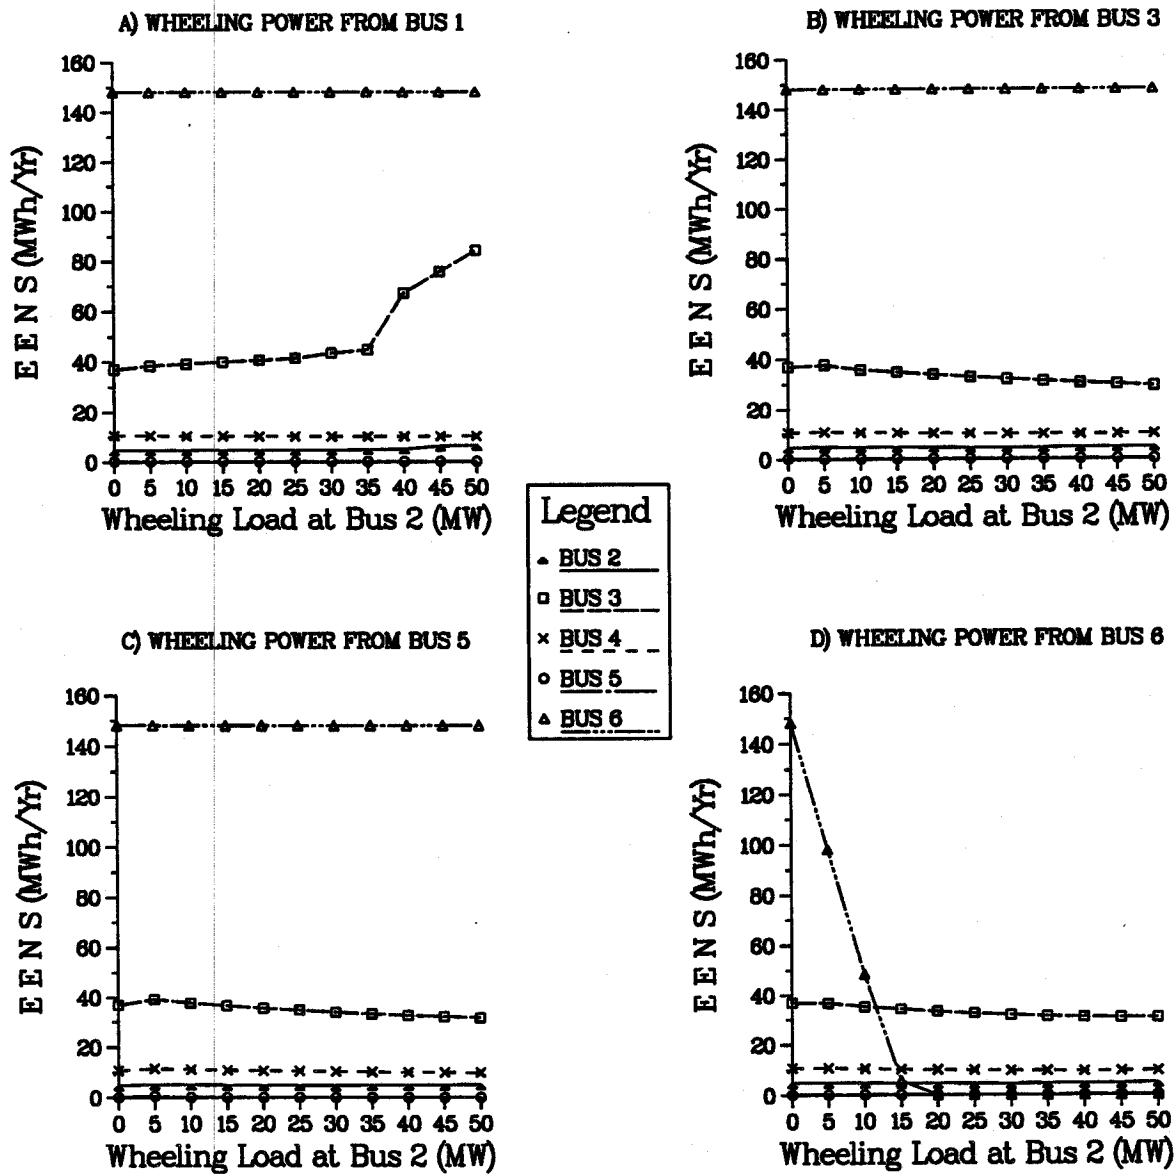 A) WHEELING POWER FROM BUS 1
160
140
120
100
80
60
40
20
0
E E N S (MWh/Yr)
0 5 10 15 20 25 30 35 40 45 50
Wheeling Load at Bus 2 (MW)
B) WHEELING POWER FROM BUS 3
160
140
120
100
80
60
40
20
0
E E N S (MWh/Yr)
0 5 10 15 20 25 30 35 40 45 50
Wheeling Load at Bus 2 (MW)
Legend
BUS 2
BUS 3
BUS 4
BUS 5
BUS 6
C) WHEELING POWER FROM BUS 5
160
140
120
100
80
60
40
20
0
E E N S (MWh/Yr)
0 5 10 15 20 25 30 35 40 45 50
Wheeling Load at Bus 2 (MW)
D) WHEELING POWER FROM BUS 6
160
140
120
100
80
60
40
20
0
E E N S (MWh/Yr)
0 5 10 15 20 25 30 35 40 45 50
Wheeling Load at Bus 2 (MW)